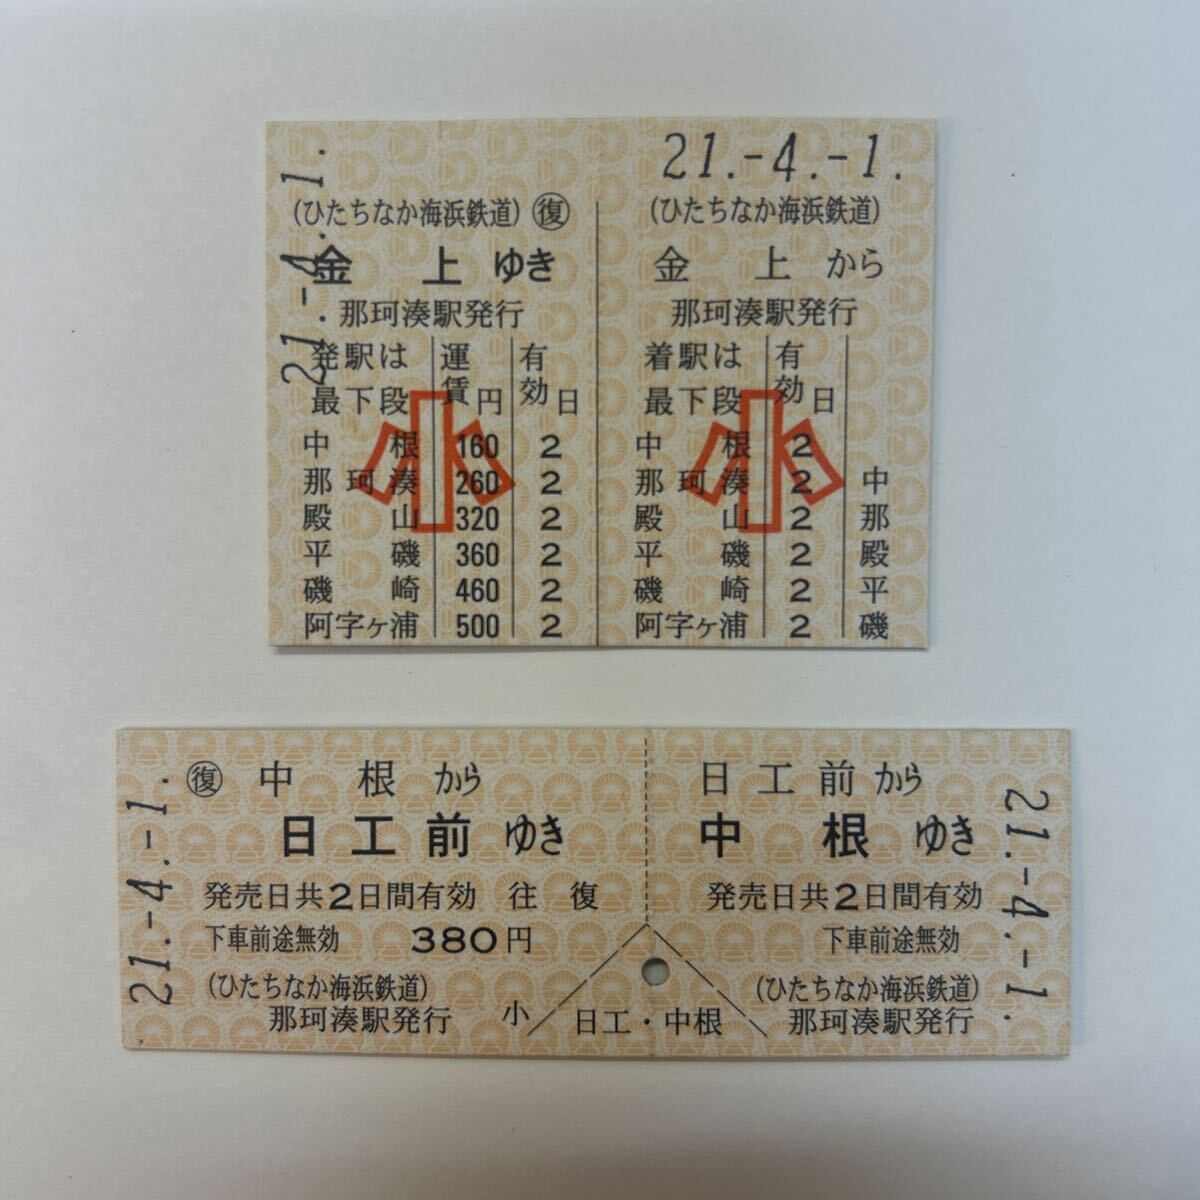 21.-4.-1.
(ひたちなか海浜鉄道) ㊝復
金上ゆき
那珂湊駅発行
発駅は 運賃 有効
最下段 円 日
小
中根 160 2
那珂湊 260 2
殿山 320 2
平磯 360 2
磯崎 460 2
阿字ヶ浦 500 2
21.-4.-1.
(ひたちなか海浜鉄道)
金上から
那珂湊駅発行
着駅は 有効
最下段 日
小
中根 2
那珂湊 2 中
殿山 2 那
平磯 2 殿
磯崎 2 平
阿字ヶ浦 2 磯
21.-4.-1.
復 中根から
日工前ゆき
発売日共2日間有効 往復
下車前途無効 380円
(ひたちなか海浜鉄道)
那珂湊駅発行 小
日工・中根
日工前から
中根ゆき
発売日共2日間有効
下車前途無効
(ひたちなか海浜鉄道)
那珂湊駅発行
21.-4.-1.